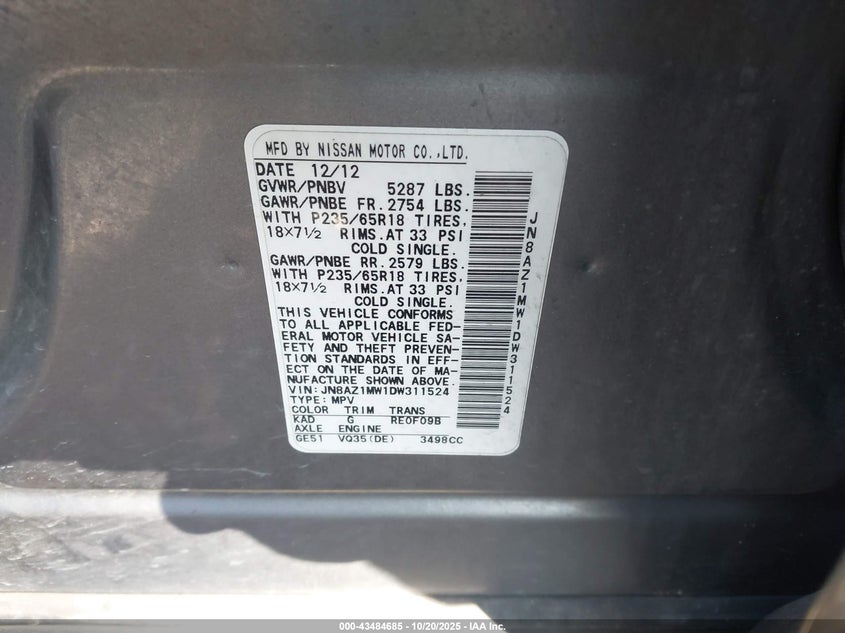 MFD BY NISSAN MOTOR CO.,LTD.
DATE 12/12
GVWR/PNBV 5287 LBS.
GAWR/PNBE FR. 2754 LBS.
WITH P235/65R18 TIRES,
18×7½ RIMS.AT 33 PSI
COLD SINGLE.
GAWR/PNBE RR. 2579 LBS.
WITH P235/65R18 TIRES,
18×7½ RIMS.AT 33 PSI
COLD SINGLE.
THIS VEHICLE CONFORMS
TO ALL APPLICABLE FED-
ERAL MOTOR VEHICLE SA-
FETY AND THEFT PREVEN-
TION STANDARDS IN EFF-
ECT ON THE DATE OF MA-
NUFACTURE SHOWN ABOVE.
VIN:JN8AZ1MW1DW311524
TYPE:MPV
COLOR TRIM TRANS
KAD G RE0F09B
AXLE ENGINE
GE51 VQ35(DE) 3498CC
JN8AZ1MW1DW311524
000-43484685 | 10/20/2025 | IAA Inc.